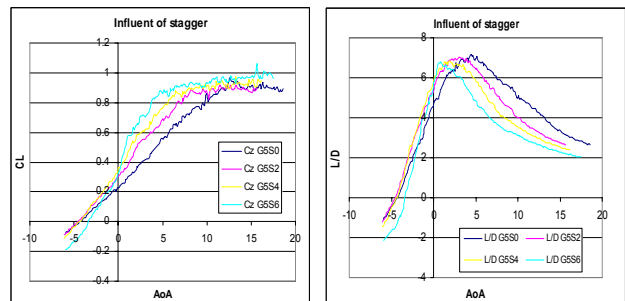 Influent of stagger
1.2
1
0.8
0.6
0.4
0.2
0
-0.2
-0.4
-10 -5 0 5 10 15 20
CL
AoA
Cz G5S0
Cz G5S2
Cz G5S4
Cz G5S6
Influent of stagger
8
6
4
2
0
-2
-4
-10 -5 0 5 10 15 20
L/D
AoA
L/D G5S0 L/D G5S2
L/D G5S4 L/D G5S6